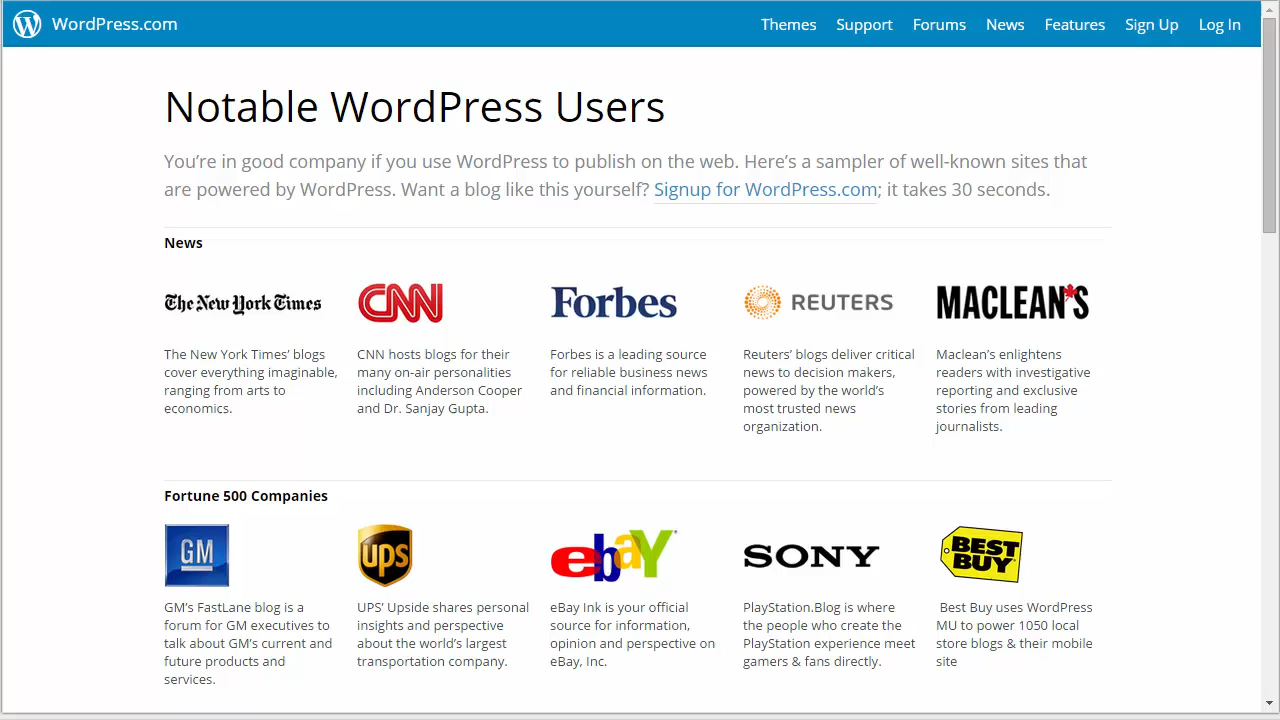 WordPress.com
Themes Support Forums News Features Sign Up Log In
Notable WordPress Users
You’re in good company if you use WordPress to publish on the web. Here’s a sampler of well-known sites that
are powered by WordPress. Want a blog like this yourself? Signup for WordPress.com; it takes 30 seconds.
News
The New York Times
The New York Times’ blogs
cover everything imaginable,
ranging from arts to
economics.
CNN
CNN hosts blogs for their
many on-air personalities
including Anderson Cooper
and Dr. Sanjay Gupta.
Forbes
Forbes is a leading source
for reliable business news
and financial information.
REUTERS
Reuters’ blogs deliver critical
news to decision makers,
powered by the world’s
most trusted news
organization.
MACLEAN'S
Maclean’s enlightens
readers with investigative
reporting and exclusive
stories from leading
journalists.
Fortune 500 Companies
GM
GM’s FastLane blog is a
forum for GM executives to
talk about GM’s current and
future products and
services.
ups
UPS’ Upside shares personal
insights and perspective
about the world’s largest
transportation company.
ebaY
eBay Ink is your official
source for information,
opinion and perspective on
eBay, Inc.
SONY
PlayStation.Blog is where
the people who create the
PlayStation experience meet
gamers & fans directly.
BEST
BUY
Best Buy uses WordPress
MU to power 1050 local
store blogs & their mobile
site